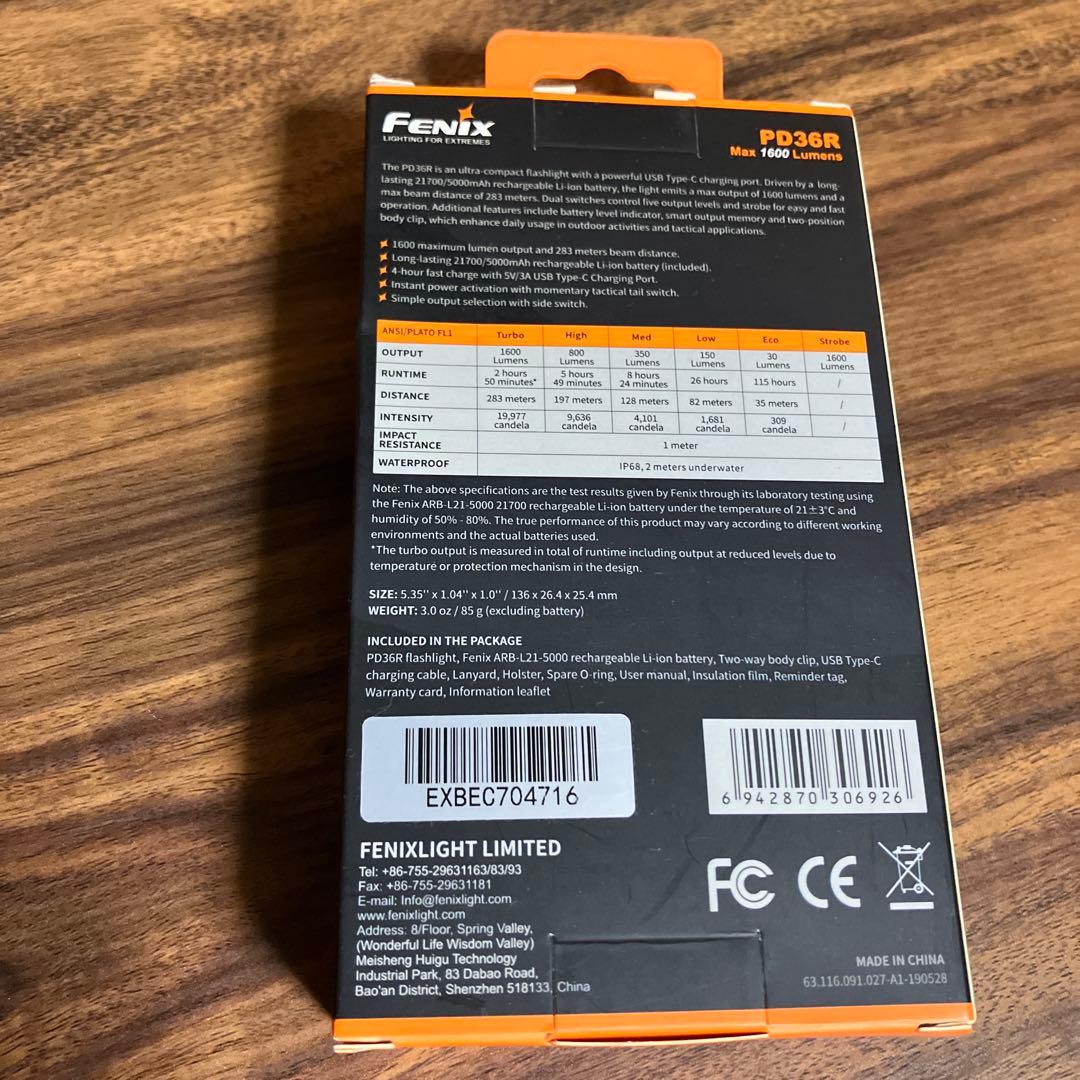 FENIX
LIGHTING FOR EXTREMES
PD36R
Max 1600 Lumens
The PD36R is an ultra-compact flashlight with a powerful USB Type-C charging port. Driven by a long-
lasting 21700/5000mAh rechargeable Li-ion battery, the light emits a max output of 1600 lumens and a
max beam distance of 283 meters. Dual switches control five output levels and strobe for easy and fast
operation. Additional features include battery level indicator, smart output memory and two-position
body clip, which enhance daily usage in outdoor activities and tactical applications.
1600 maximum lumen output and 283 meters beam distance.
Long-lasting 21700/5000mAh rechargeable Li-ion battery (included).
4-hour fast charge with 5V/3A USB Type-C Charging Port.
Instant power activation with momentary tactical tail switch.
Simple output selection with side switch.
ANSI/PLATO FL1 Turbo High Med Low Eco Strobe
OUTPUT 1600 Lumens 800 Lumens 350 Lumens 150 Lumens 30 Lumens 1600 Lumens
RUNTIME 2 hours 50 minutes* 5 hours 49 minutes 8 hours 24 minutes 26 hours 115 hours /
DISTANCE 283 meters 197 meters 128 meters 82 meters 35 meters /
INTENSITY 19,977 candela 9,636 candela 4,101 candela 1,681 candela 309 candela /
IMPACT RESISTANCE 1 meter
WATERPROOF IP68, 2 meters underwater
Note: The above specifications are the test results given by Fenix through its laboratory testing using
the Fenix ARB-L21-5000 21700 rechargeable Li-ion battery under the temperature of 21±3°C and
humidity of 50% - 80%. The true performance of this product may vary according to different working
environments and the actual batteries used.
*The turbo output is measured in total of runtime including output at reduced levels due to
temperature or protection mechanism in the design.
SIZE: 5.35'' x 1.04'' x 1.0'' / 136 x 26.4 x 25.4 mm
WEIGHT: 3.0 oz / 85 g (excluding battery)
INCLUDED IN THE PACKAGE
PD36R flashlight, Fenix ARB-L21-5000 rechargeable Li-ion battery, Two-way body clip, USB Type-C
charging cable, Lanyard, Holster, Spare O-ring, User manual, Insulation film, Reminder tag,
Warranty card, Information leaflet
EXBEC704716
6 942870 306926
FENIXLIGHT LIMITED
Tel: +86-755-29631163/83/93
Fax: +86-755-29631181
E-mail: Info@fenixlight.com
www.fenixlight.com
Address: 8/Floor, Spring Valley,
(Wonderful Life Wisdom Valley)
Meisheng Huigu Technology
Industrial Park, 83 Dabao Road,
Bao'an District, Shenzhen 518133, China
FC CE
MADE IN CHINA
63.116.091.027-A1-190528